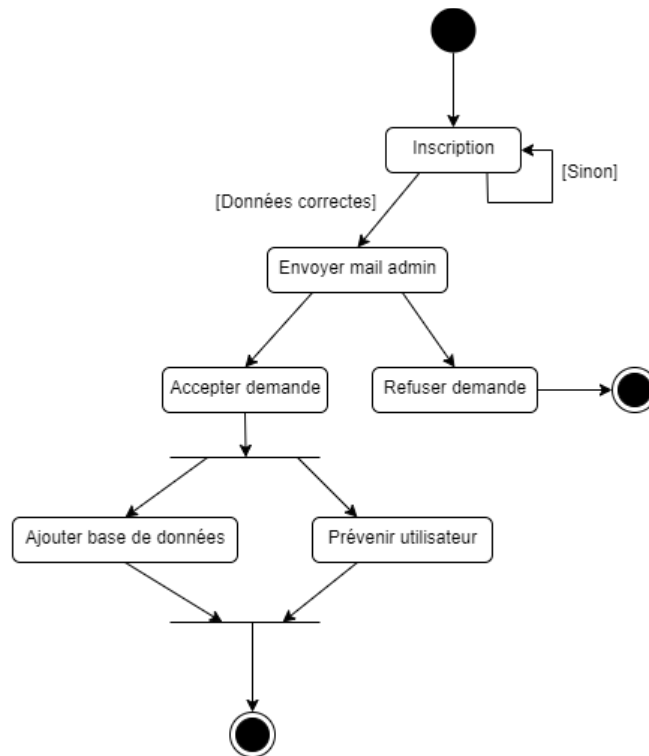 Inscription
[Sinon]
[Données correctes]
Envoyer mail admin
Accepter demande
Refuser demande
Ajouter base de données
Prévenir utilisateur